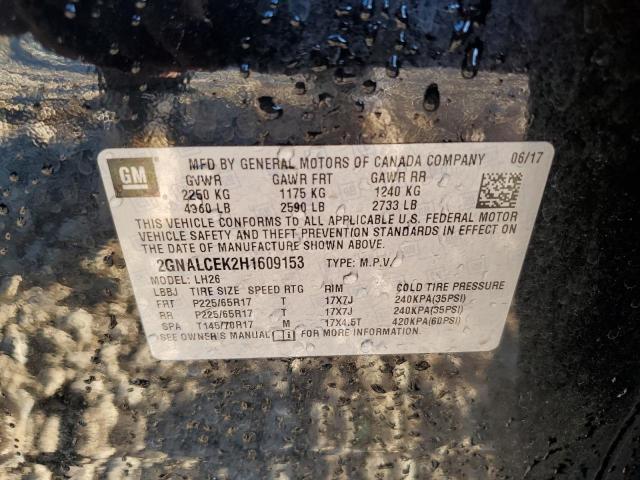 GM
MFD BY GENERAL MOTORS OF CANADA COMPANY 06/17
GVWR GAWR FRT GAWR RR
2250 KG 1175 KG 1240 KG
4960 LB 2590 LB 2733 LB
THIS VEHICLE CONFORMS TO ALL APPLICABLE U.S. FEDERAL MOTOR
VEHICLE SAFETY AND THEFT PREVENTION STANDARDS IN EFFECT ON
THE DATE OF MANUFACTURE SHOWN ABOVE.
2GNALCEK2H1609153 TYPE: M.P.V.
MODEL: LH26
LBBJ TIRE SIZE SPEED RTG RIM COLD TIRE PRESSURE
FRT P225/65R17 T 17X7J 240KPA(35PSI)
RR P225/65R17 T 17X7J 240KPA(35PSI)
SPA T145/70R17 M 17X4.5T 420KPA(60PSI)
SEE OWNER'S MANUAL i FOR MORE INFORMATION.